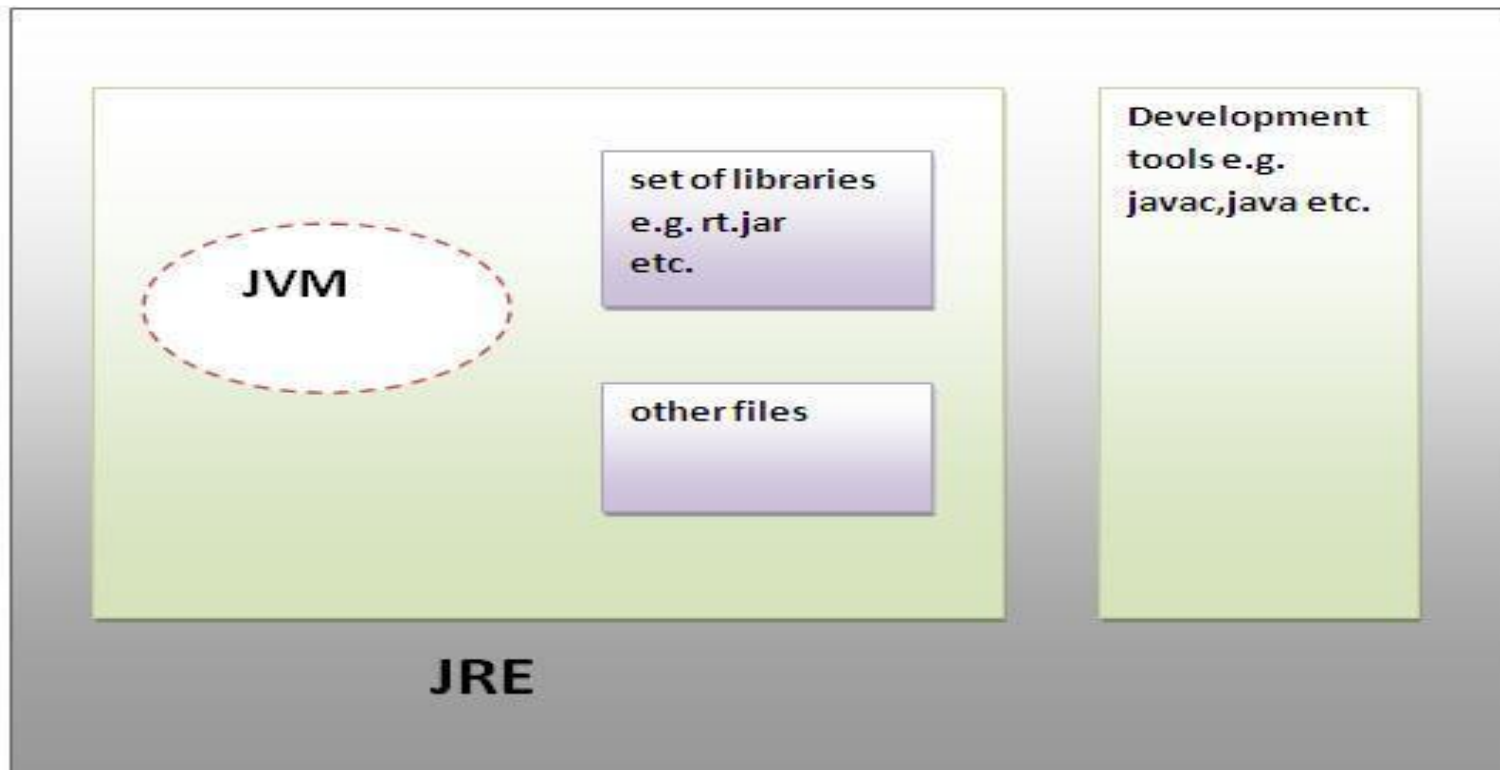 JVM
set of libraries
e.g. rt.jar
etc.
other files
Development
tools e.g.
javac,java etc.
JRE